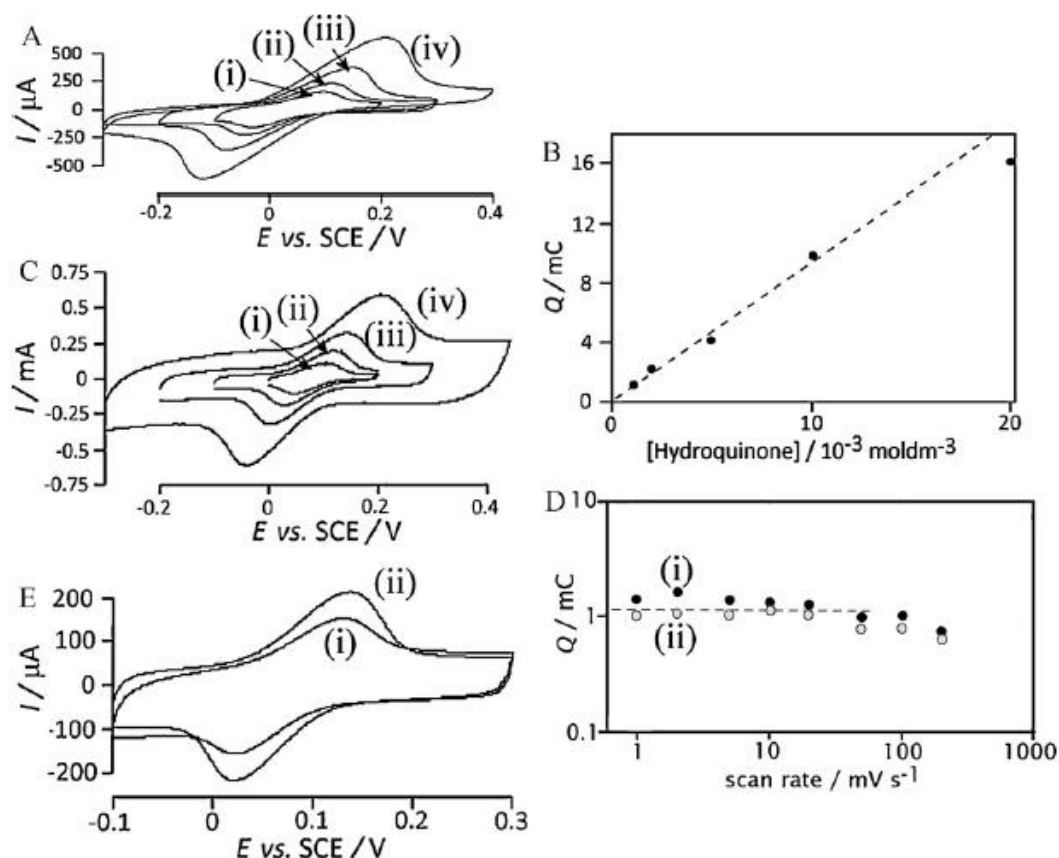 A
500
250
0
-250
-500
I / µA
(i)
(ii)
(iii)
(iv)
-0.2 0 0.2 0.4
E vs. SCE / V
B
16
12
8
4
0
Q / mC
0 10 20
[Hydroquinone] / 10⁻³ moldm⁻³
C
0.75
0.5
0.25
0
-0.25
-0.5
-0.75
I / mA
(i)
(ii)
(iii)
(iv)
-0.2 0 0.2 0.4
E vs. SCE / V
D
10
1
0.1
Q / mC
(i)
(ii)
1 10 100 1000
scan rate / mV s⁻¹
E
200
100
0
-100
-200
I / µA
(ii)
(i)
-0.1 0 0.1 0.2 0.3
E vs. SCE / V